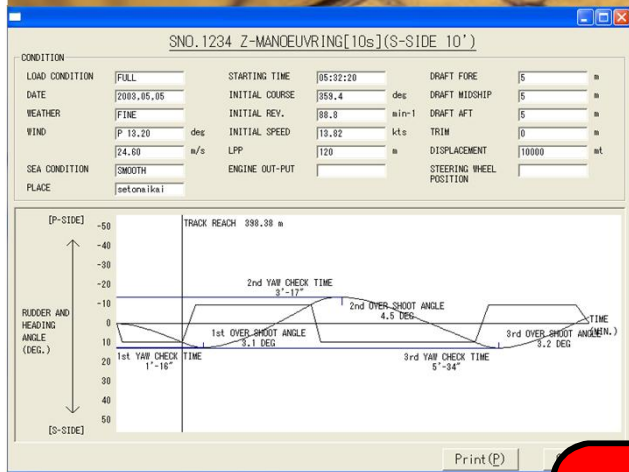 SNO.1234 Z-MANOEUVRING[10s](S-SIDE 10')
CONDITION
LOAD CONDITION FULL STARTING TIME 05:32:20 DRAFT FORE 5 m
DATE 2003.05.05 INITIAL COURSE 359.4 deg DRAFT MIDSHIP 5 m
WEATHER FINE INITIAL REV. 88.8 min-1 DRAFT AFT 5 m
WIND P 13.20 deg INITIAL SPEED 13.82 kts TRIM 0 m
24.60 m/s LPP 120 m DISPLACEMENT 10000 mt
SEA CONDITION SMOOTH ENGINE OUT-PUT STEERING WHEEL POSITION
PLACE setonaikai
[P-SIDE]
-50
TRACK REACH 398.38 m
-40
-30
-20
2nd YAW CHECK TIME
3'-17"
-10
2nd OVER SHOOT ANGLE
4.5 DEG
RUDDER AND
HEADING
ANGLE
(DEG.)
0
TIME
(MIN.)
1st OVER SHOOT ANGLE
3.1 DEG
3rd OVER SHOOT ANGLE
3.2 DEG
10
1st YAW CHECK TIME
1'-16"
3rd YAW CHECK TIME
5'-34"
20
30
40
50
[S-SIDE]
Print(P)